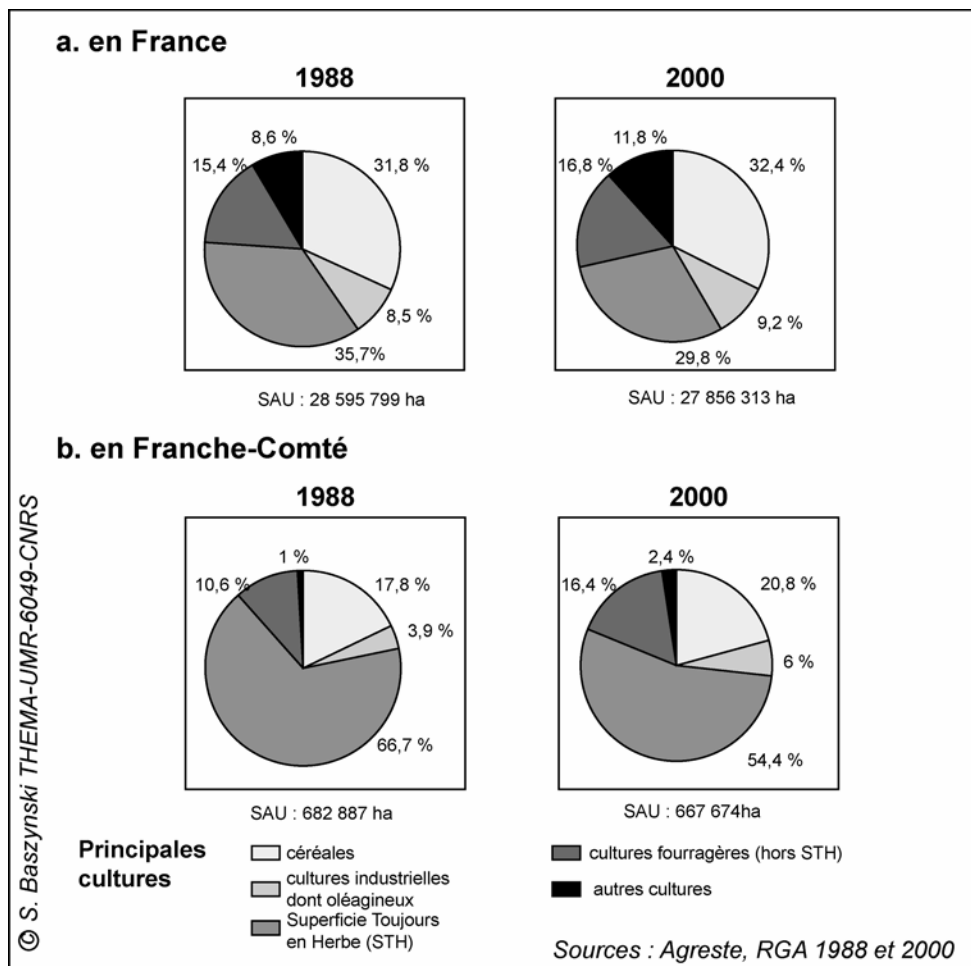 a. en France
1988
2000
8,6 %
31,8 %
15,4 %
8,5 %
35,7%
11,8 %
32,4 %
16,8 %
9,2 %
29,8 %
SAU : 28 595 799 ha
SAU : 27 856 313 ha
b. en Franche-Comté
1988
2000
1 %
17,8 %
10,6 %
3,9 %
66,7 %
2,4 %
20,8 %
16,4 %
6 %
54,4 %
SAU : 682 887 ha
SAU : 667 674ha
Principales
cultures
céréales
cultures industrielles
dont oléagineux
Superficie Toujours
en Herbe (STH)
cultures fourragères (hors STH)
autres cultures
Sources : Agreste, RGA 1988 et 2000
© S. Baszynski THEMA-UMR-6049-CNRS